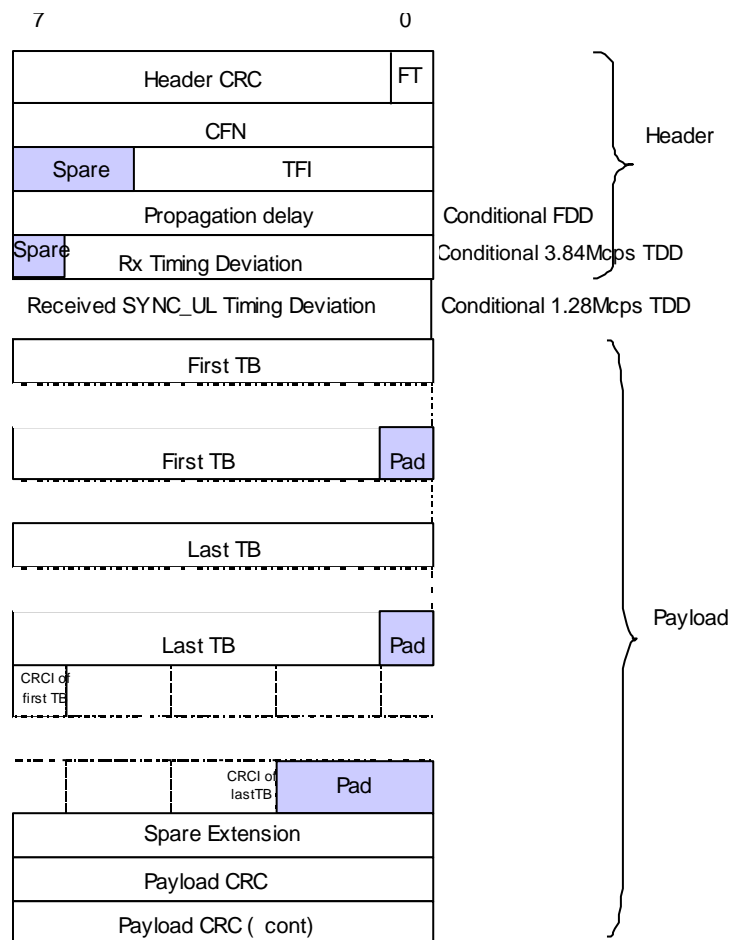 7 0
Header CRC FT
Header
CFN
Spare TFI
Propagation delay Conditional FDD
Spare Rx Timing Deviation Conditional 3.84Mcps TDD
Received SYNC_UL Timing Deviation Conditional 1.28Mcps TDD
First TB
First TB Pad
Last TB
Last TB Pad
Payload
CRCI of
first TB
CRCI of
lastTB
Pad
Spare Extension
Payload CRC
Payload CRC ( cont)